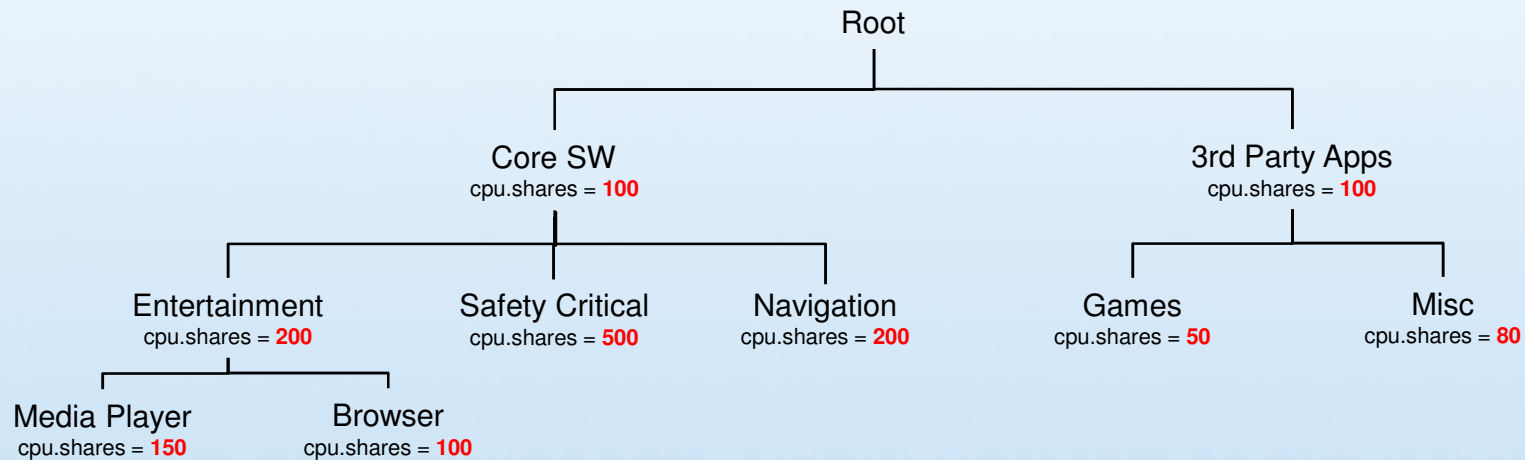 Root
Core SW
cpu.shares = 100
3rd Party Apps
cpu.shares = 100
Entertainment
cpu.shares = 200
Safety Critical
cpu.shares = 500
Navigation
cpu.shares = 200
Games
cpu.shares = 50
Misc
cpu.shares = 80
Media Player
cpu.shares = 150
Browser
cpu.shares = 100